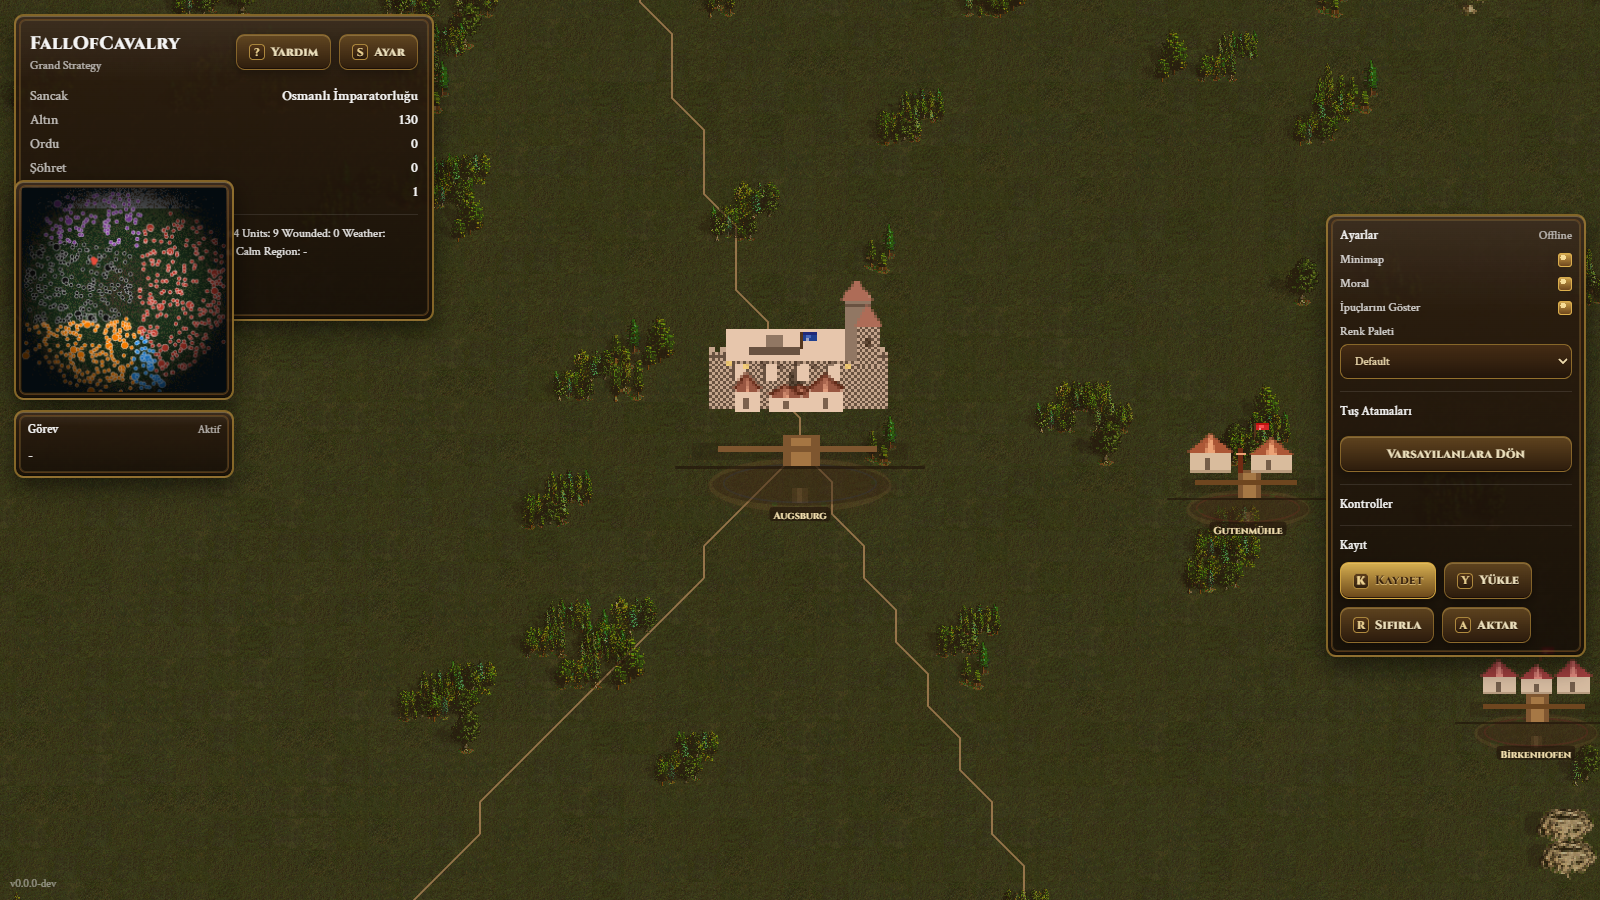 FallOfCavalry
Grand Strategy
? Yardım
S Ayar
Sancak Osmanlı İmparatorluğu
Altın 130
Ordu 0
Şöhret 0
1
4 Units: 9 Wounded: 0 Weather:
Calm Region: -
Görev Aktif
-
Ayarlar Offline
Minimap
Moral
İpuçlarını Göster
Renk Paleti
Default
Tuş Atamaları
Varsayılanlara Dön
Kontroller
Kayıt
K Kaydet
Y Yükle
R Sıfırla
A Aktar
Augsburg
Gutenmühle
Birkenhofen
v0.0.0-dev